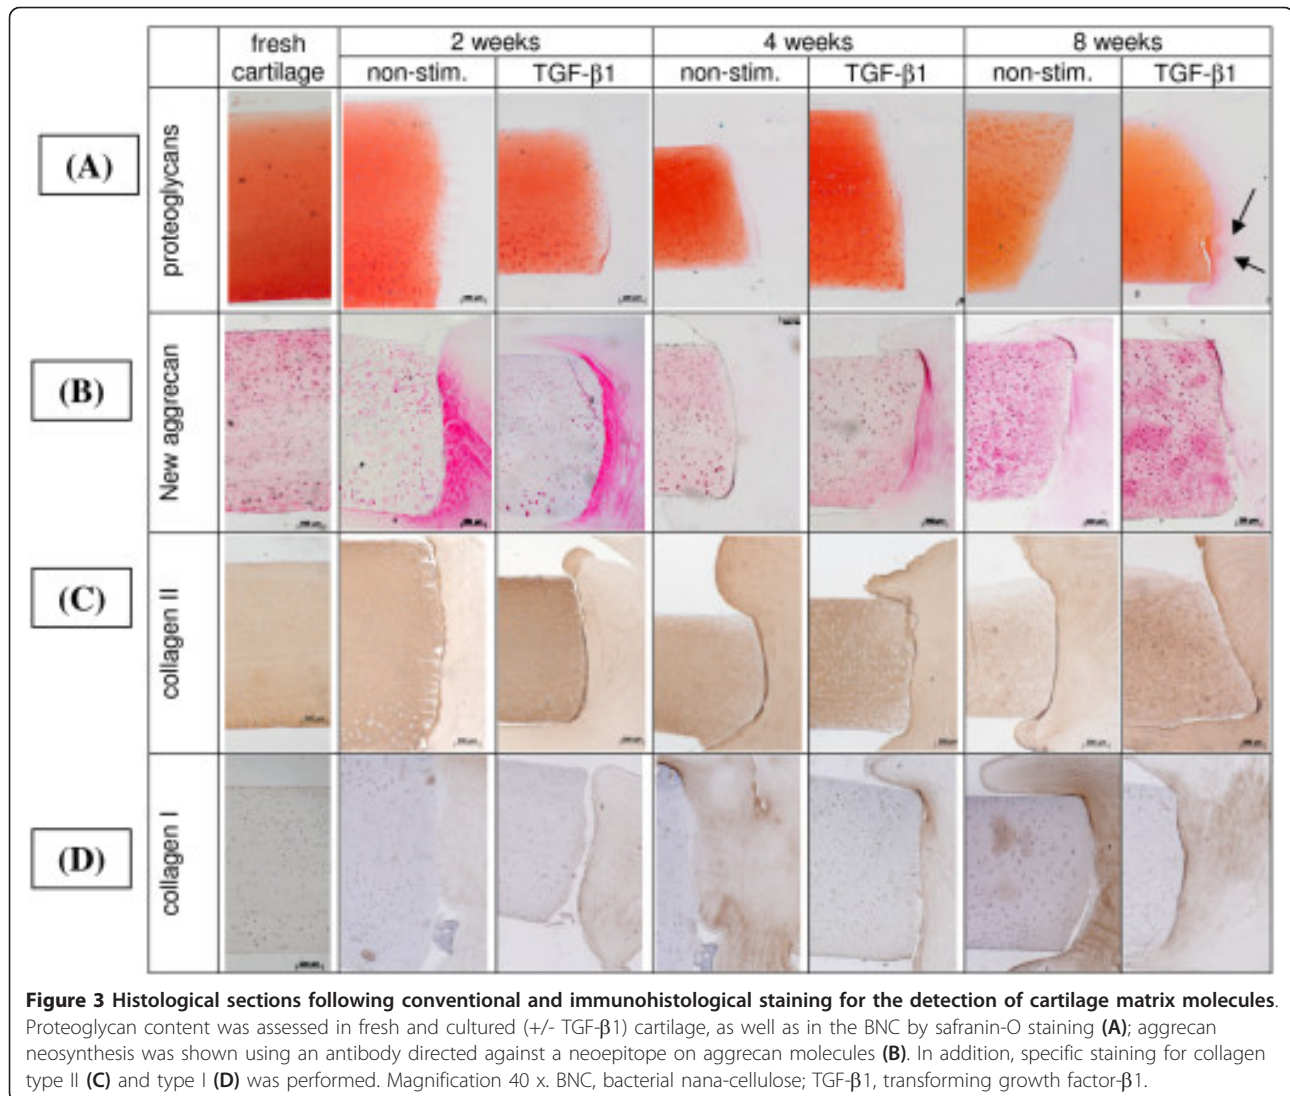 fresh cartilage
2 weeks
4 weeks
8 weeks
non-stim.
TGF-β1
non-stim.
TGF-β1
non-stim.
TGF-β1
(A)
proteoglycans
(B)
New aggrecan
(C)
collagen II
(D)
collagen I
Figure 3 Histological sections following conventional and immunohistological staining for the detection of cartilage matrix molecules.
Proteoglycan content was assessed in fresh and cultured (+/- TGF-β1) cartilage, as well as in the BNC by safranin-O staining (A); aggrecan
neosynthesis was shown using an antibody directed against a neoepitope on aggrecan molecules (B). In addition, specific staining for collagen
type II (C) and type I (D) was performed. Magnification 40 x. BNC, bacterial nana-cellulose; TGF-β1, transforming growth factor-β1.